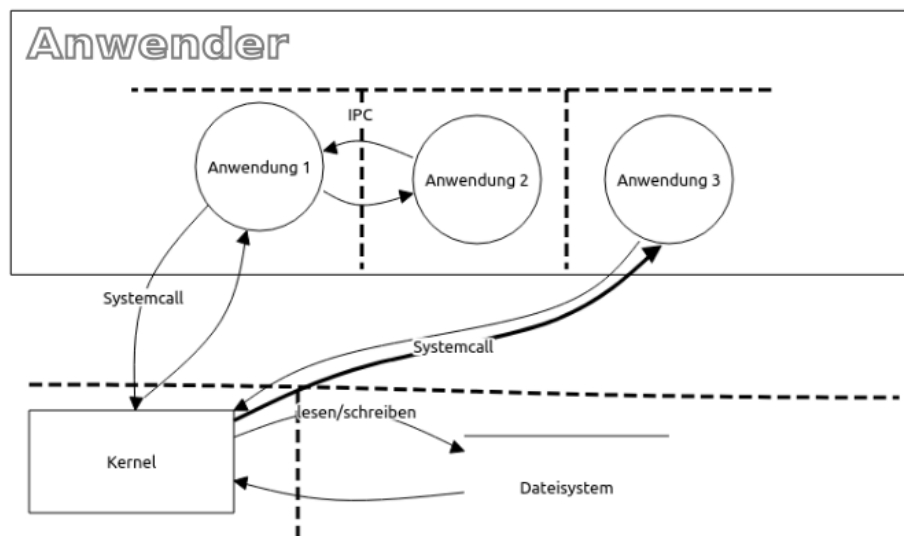 Anwender
IPC
Anwendung 1
Anwendung 2
Anwendung 3
Systemcall
Systemcall
lesen/schreiben
Kernel
Dateisystem